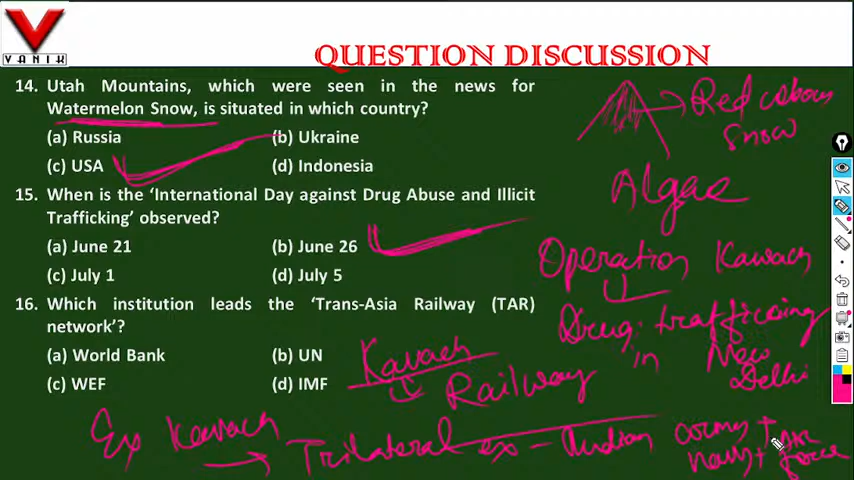 VANIK
QUESTION DISCUSSION
14. Utah Mountains, which were seen in the news for
Watermelon Snow, is situated in which country?
(a) Russia (b) Ukraine
(c) USA (d) Indonesia
15. When is the 'International Day against Drug Abuse and Illicit
Trafficking' observed?
(a) June 21 (b) June 26
(c) July 1 (d) July 5
16. Which institution leads the 'Trans-Asia Railway (TAR)
network'?
(a) World Bank (b) UN
(c) WEF (d) IMF
Red
snow
Algae
Operation Kawach
Drug trafficking
in New
Delhi
Kavach
Railway
Ex Kavach
Trilateral ex - Indian army +
navy + Air
force